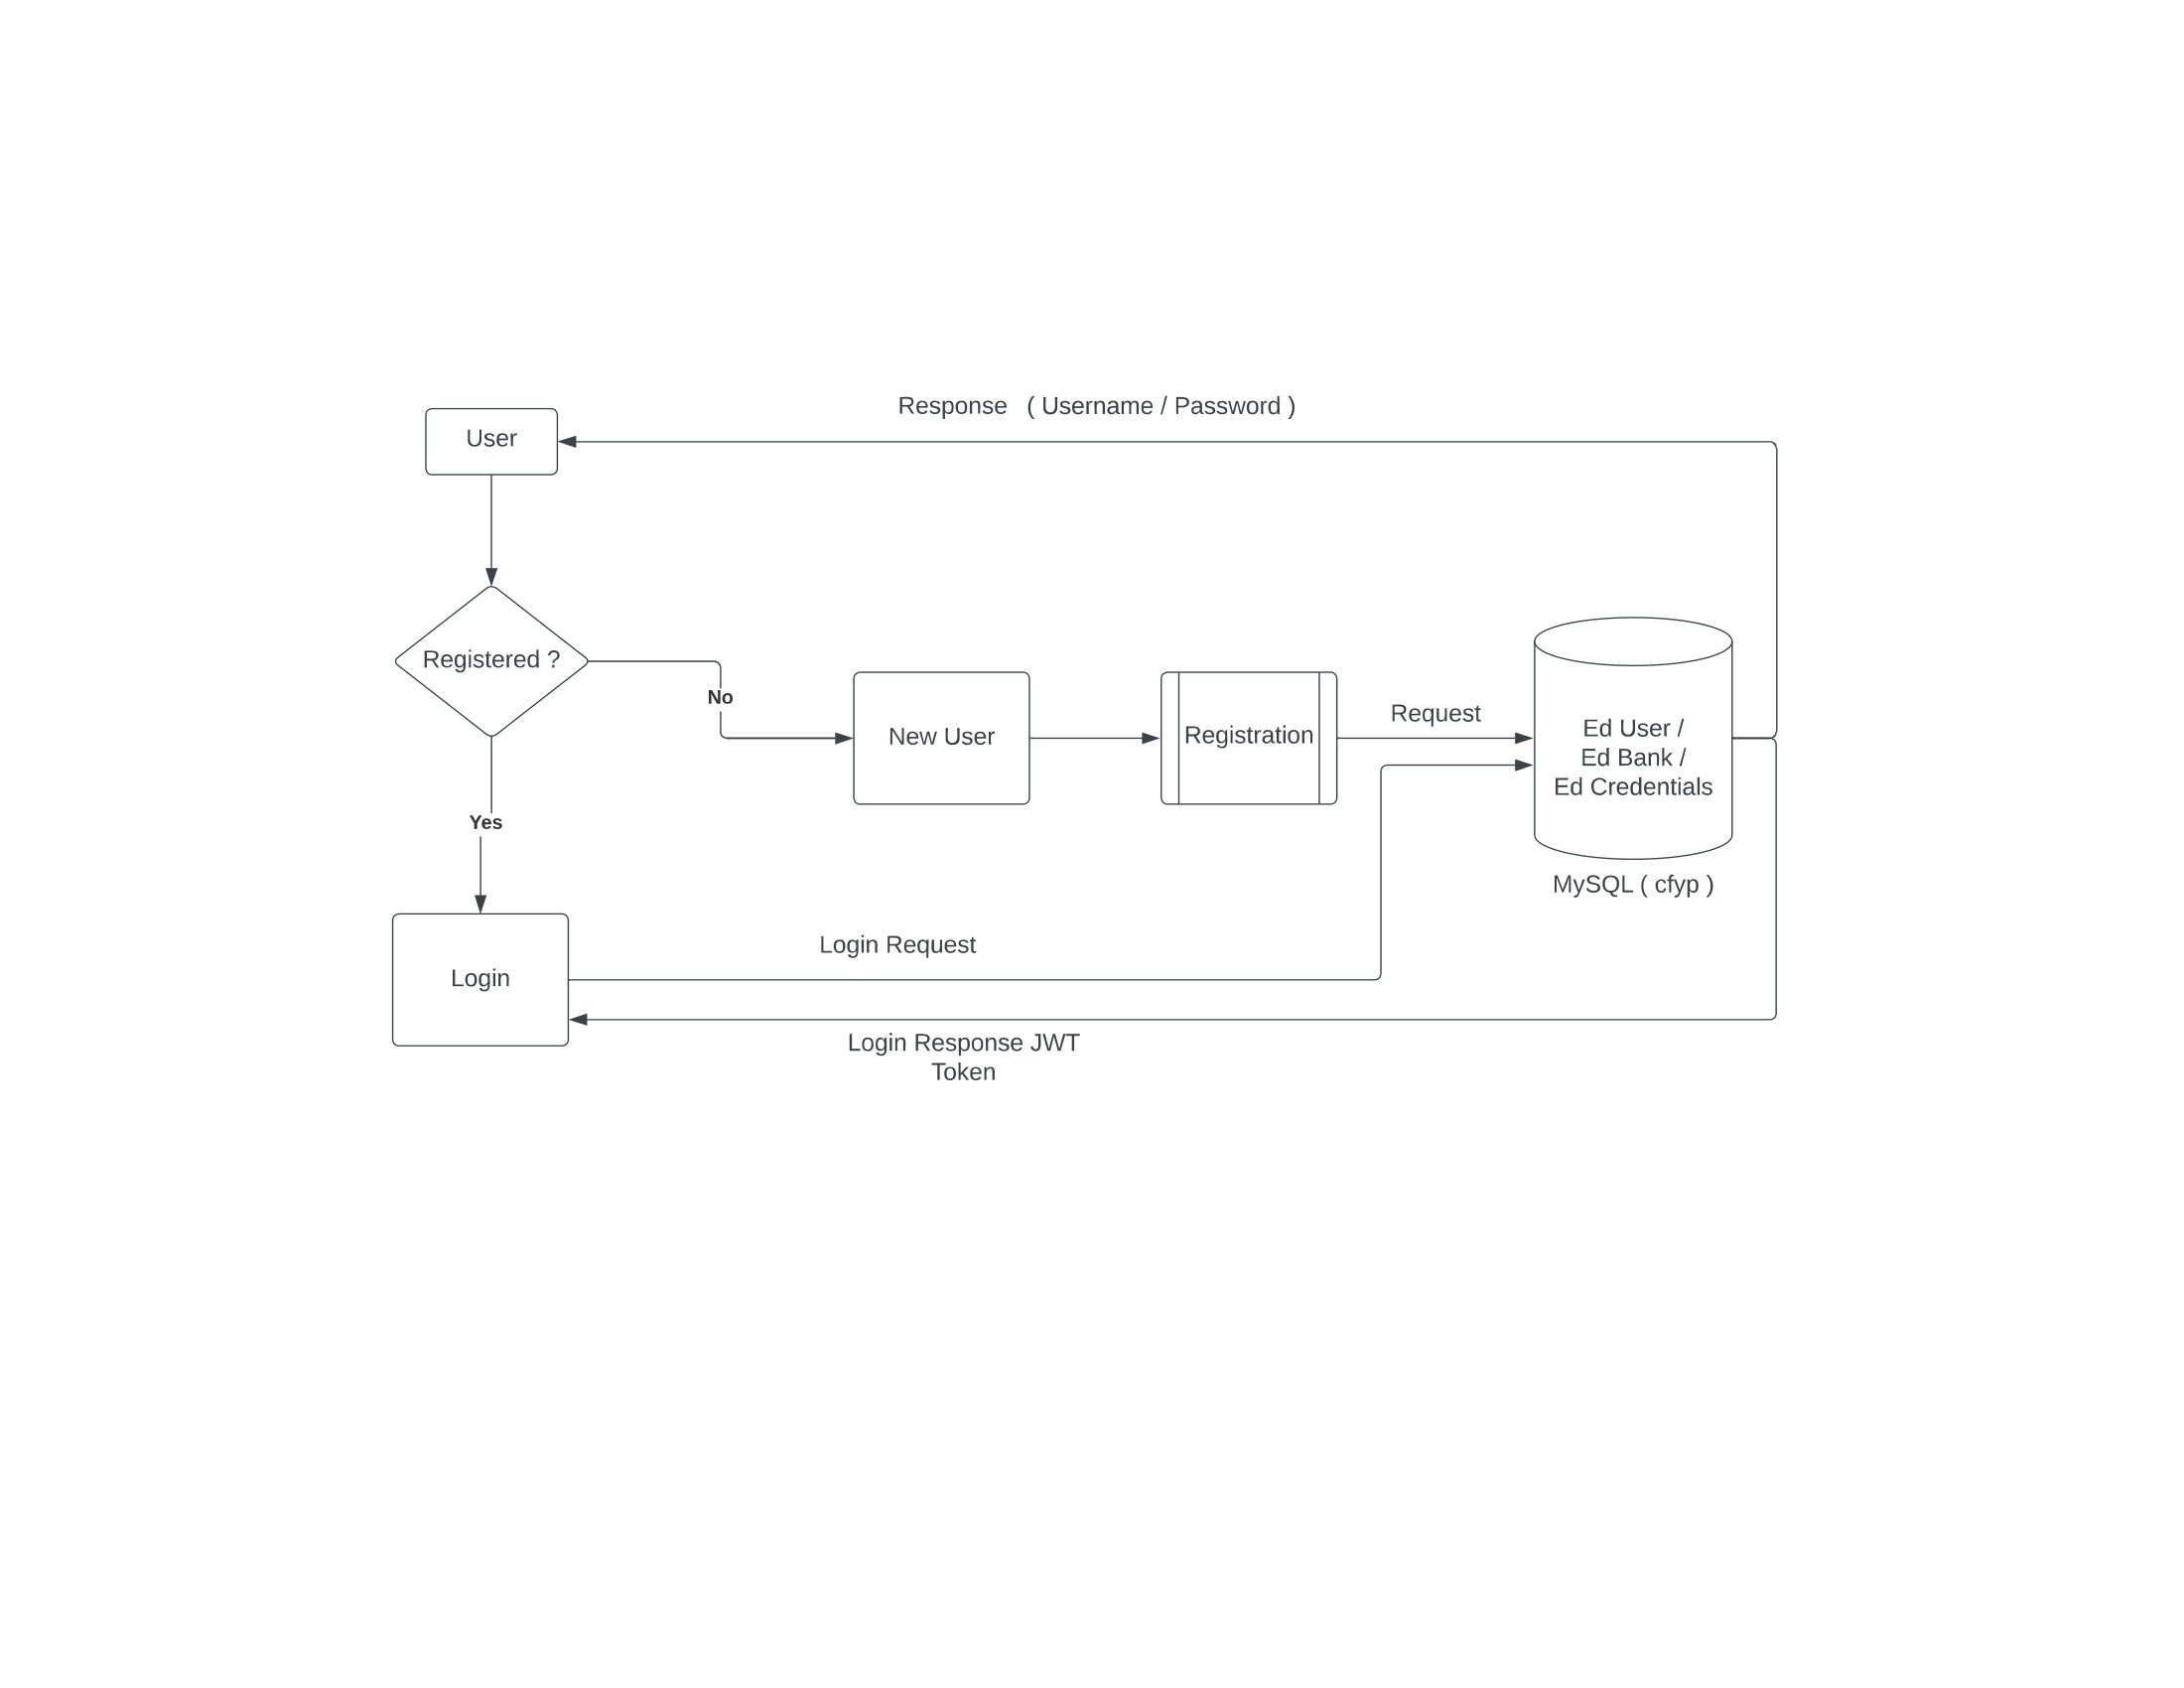 Response ( Username / Password )
User
Registered ?
No
New User
Registration
Request
Ed User /
Ed Bank /
Ed Credentials
MySQL ( cfyp )
Yes
Login
Login Request
Login Response JWT
Token